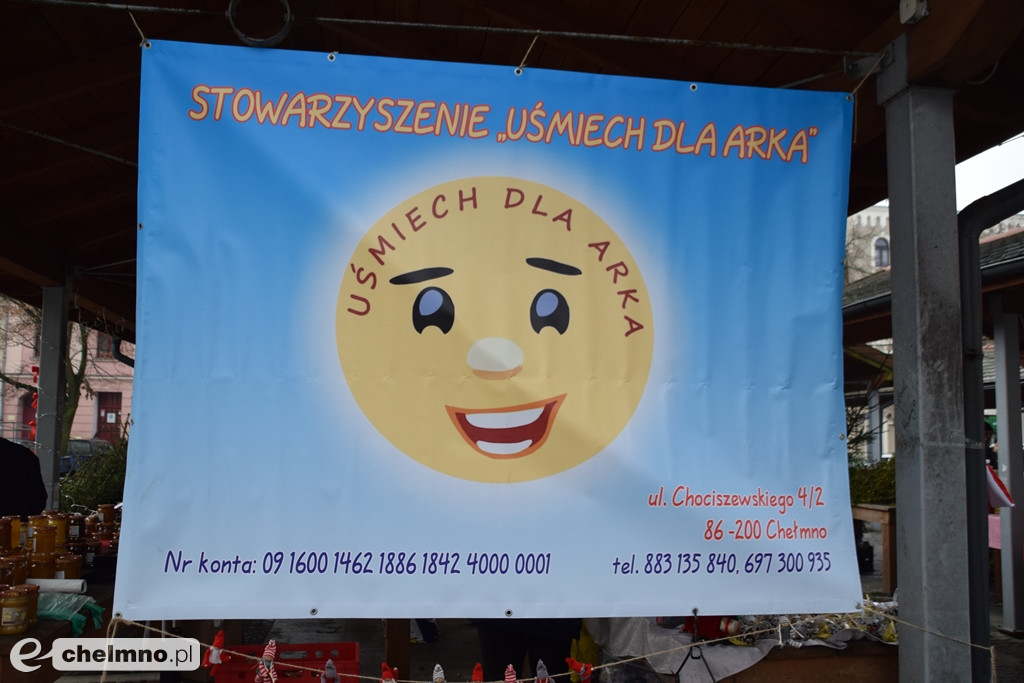 STOWARZYSZENIE „UŚMIECH DLA ARKA”
UŚMIECH DLA ARKA
ul. Chociszewskiego 4/2
86 -200 Chełmno
Nr konta: 09 1600 1462 1886 1842 4000 0001
tel. 883 135 840, 697 300 935
e chelmno.pl